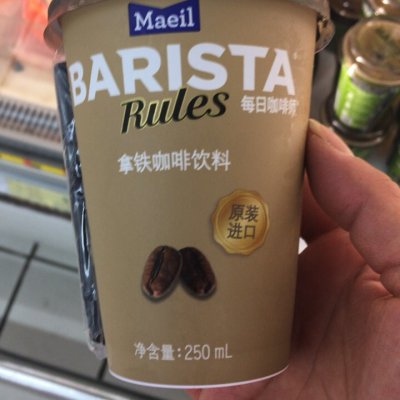 Maeil
BARISTA
Rules 每日咖啡师
拿铁咖啡饮料
原装
进口
净含量:250 mL